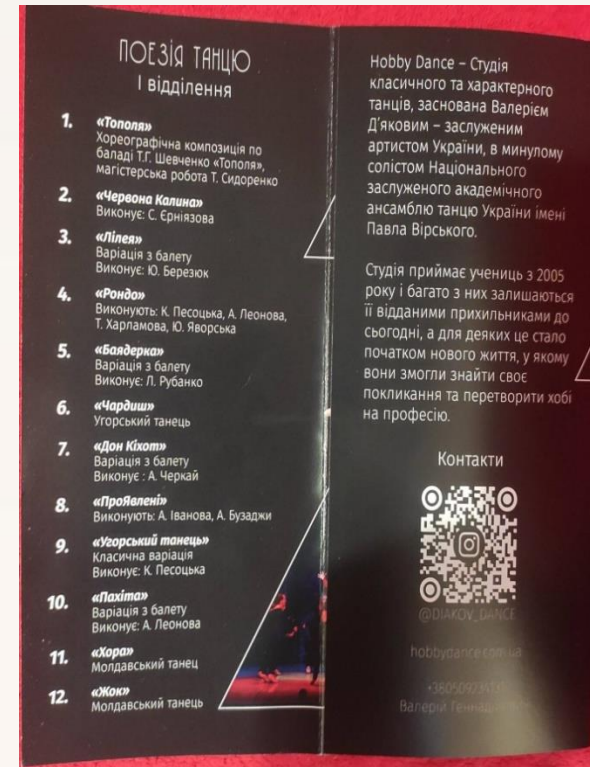 ПОЕЗІЯ ТАНЦЮ
І відділення
1. «Тополя»
Хореографічна композиція по
баладі Т.Г. Шевченко «Тополя»,
магістерська робота Т. Сидоренко
2. «Червона Калина»
Виконує: С. Єрніязова
3. «Лілея»
Варіація з балету
Виконує: Ю. Березюк
4. «Рондо»
Виконують: К. Песоцька, А. Леонова,
Т. Харламова, Ю. Яворська
5. «Баядерка»
Варіація з балету
Виконує: Л. Рубанко
6. «Чардиш»
Угорський танець
7. «Дон Кіхот»
Варіація з балету
Виконує : А. Черкай
8. «ПроЯвлені»
Виконують: А. Іванова, А. Бузаджи
9. «Угорський танець»
Класична варіація
Виконує: К. Песоцька
10. «Пахіта»
Варіація з балету
Виконує: А. Леонова
11. «Хора»
Молдавський танец
12. «Жок»
Молдавський танець
Hobby Dance – Студія
класичного та характерного
танців, заснована Валерієм
Д’яковим – заслуженим
артистом України, в минулому
солістом Національного
заслуженого академічного
ансамблю танцю України імені
Павла Вірського.
Студія приймає учениць з 2005
року і багато з них залишаються
її відданими прихильниками до
сьогодні, а для деяких це стало
початком нового життя, у якому
вони змогли знайти своє
покликання та перетворити хобі
на професію.
Контакти
@DIAKOV_DANCE
hobbydance.com.ua
Валерій